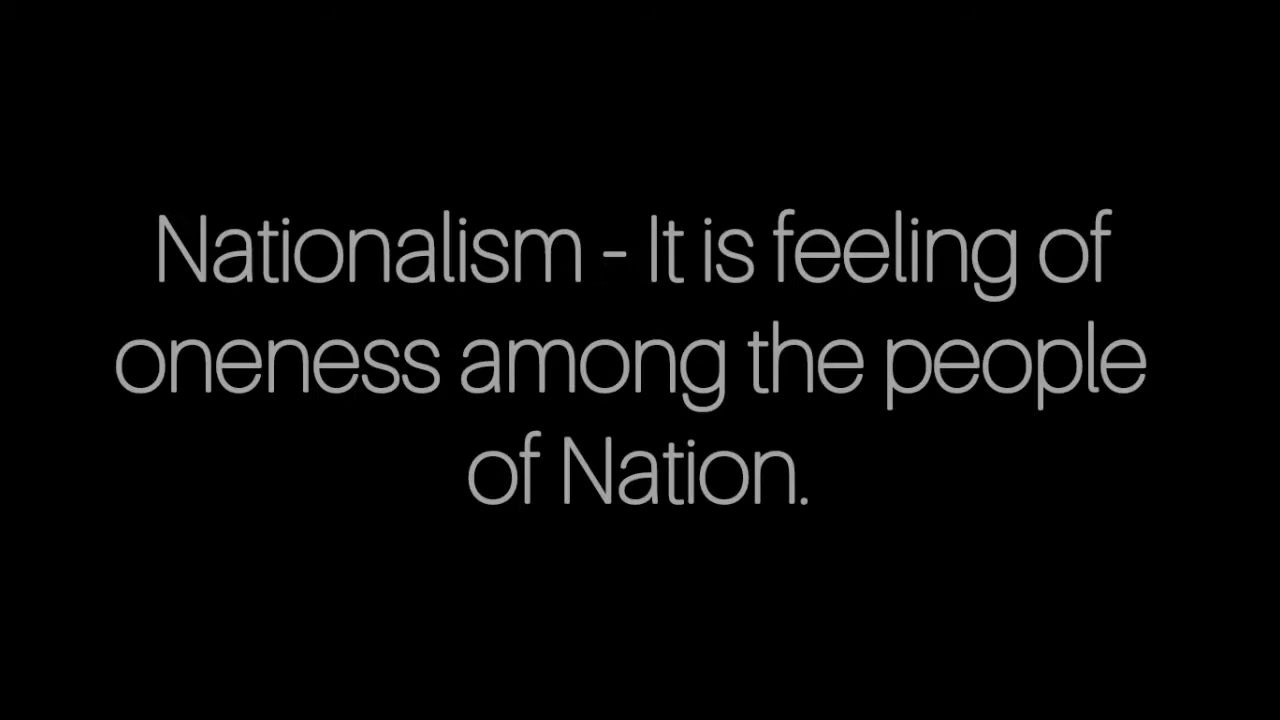 Nationalism - It is feeling of
oneness among the people
of Nation.